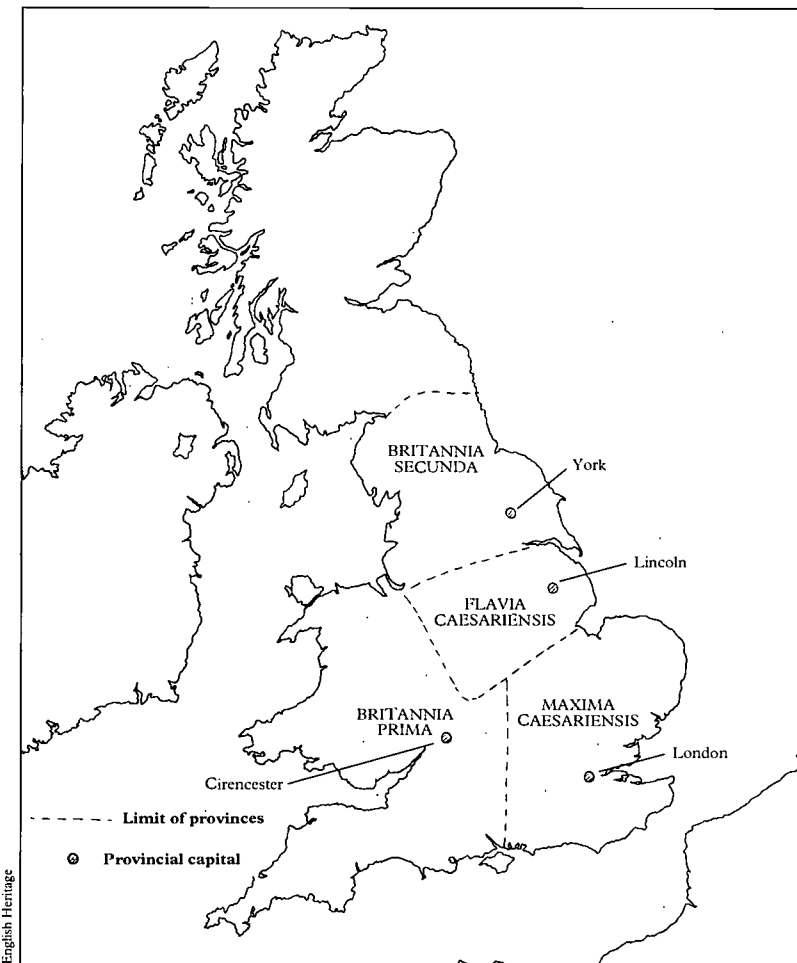 BRITANNIA
SECUNDA
York
Lincoln
FLAVIA
CAESARIENSIS
MAXIMA
CAESARIENSIS
BRITANNIA
PRIMA
London
Cirencester
Limit of provinces
Provincial capital
English Heritage